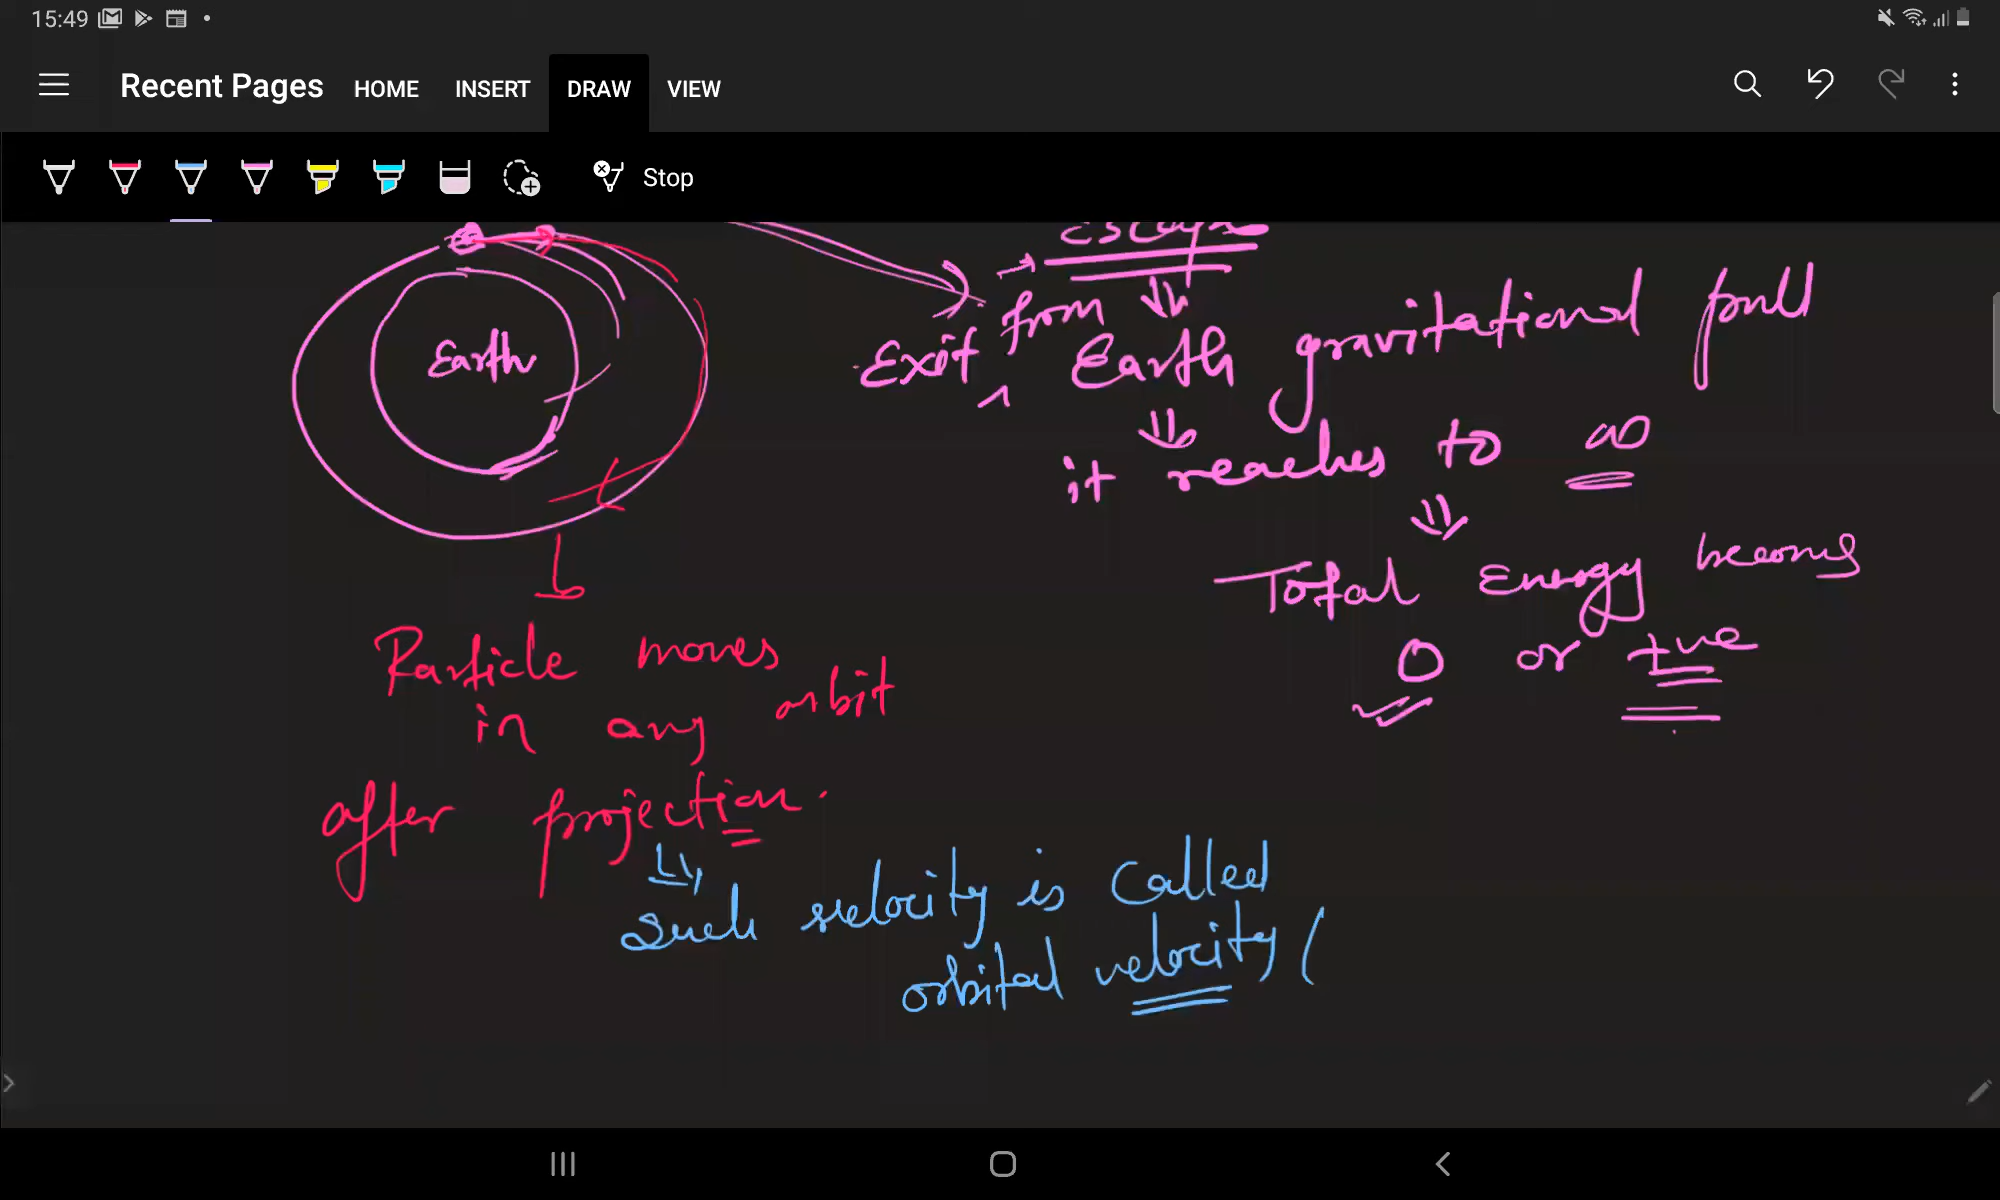 15:49
Recent Pages HOME INSERT DRAW VIEW
Stop
Escape
Exit from Earth gravitational pull
Earth
it reaches to ∞
Total Energy becomes
0 or +ve
Particle moves
in any orbit
after projection.
such velocity is called
orbital velocity (